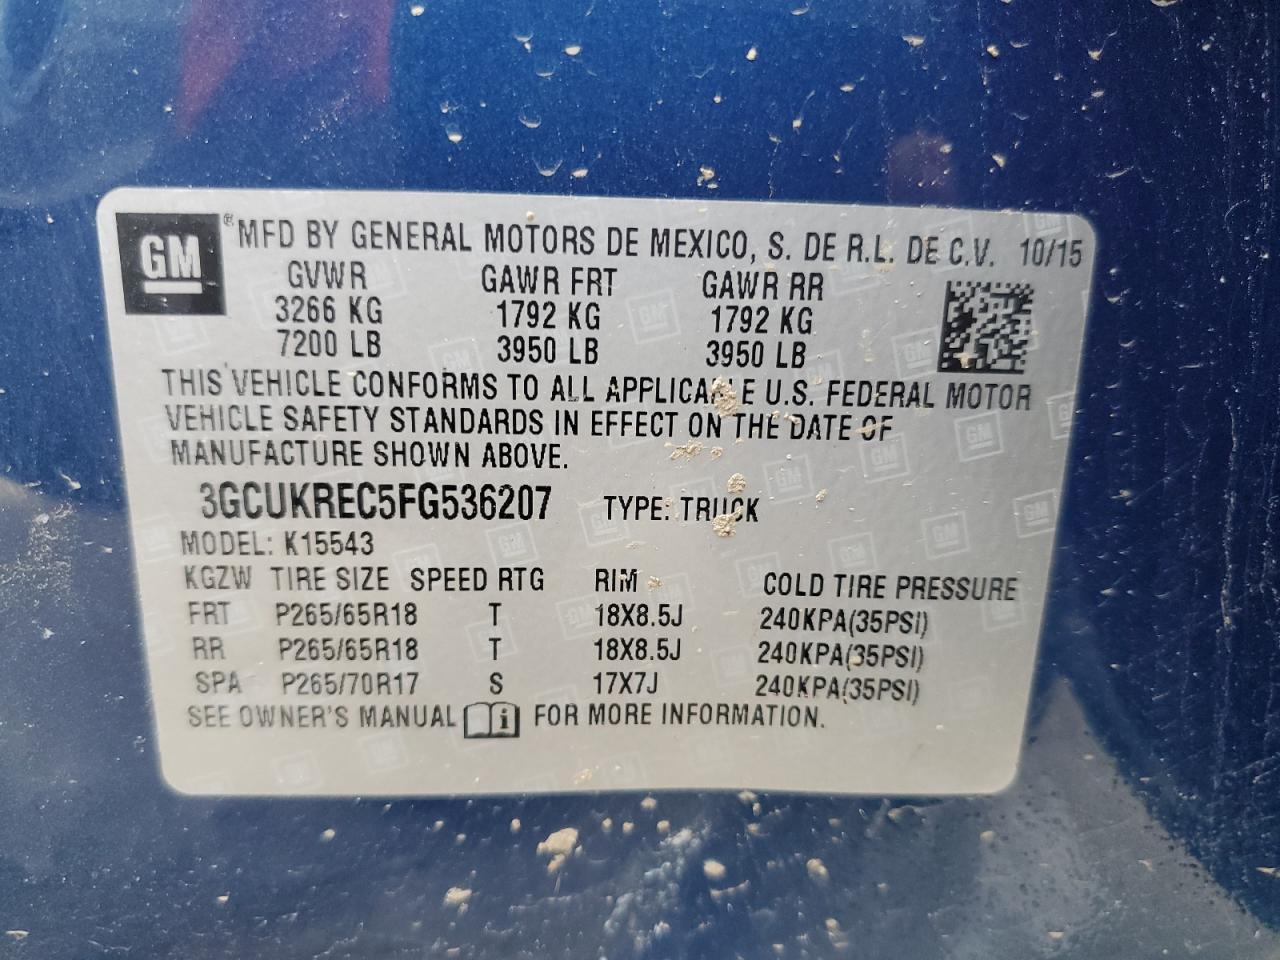 GM ® MFD BY GENERAL MOTORS DE MEXICO, S. DE R.L. DE C.V. 10/15
GVWR GAWR FRT GAWR RR
3266 KG 1792 KG 1792 KG
7200 LB 3950 LB 3950 LB
THIS VEHICLE CONFORMS TO ALL APPLICABLE U.S. FEDERAL MOTOR
VEHICLE SAFETY STANDARDS IN EFFECT ON THE DATE OF
MANUFACTURE SHOWN ABOVE.
3GCUKREC5FG536207 TYPE: TRUCK
MODEL: K15543
KGZW TIRE SIZE SPEED RTG RIM COLD TIRE PRESSURE
FRT P265/65R18 T 18X8.5J 240KPA(35PSI)
RR P265/65R18 T 18X8.5J 240KPA(35PSI)
SPA P265/70R17 S 17X7J 240KPA(35PSI)
SEE OWNER'S MANUAL FOR MORE INFORMATION.